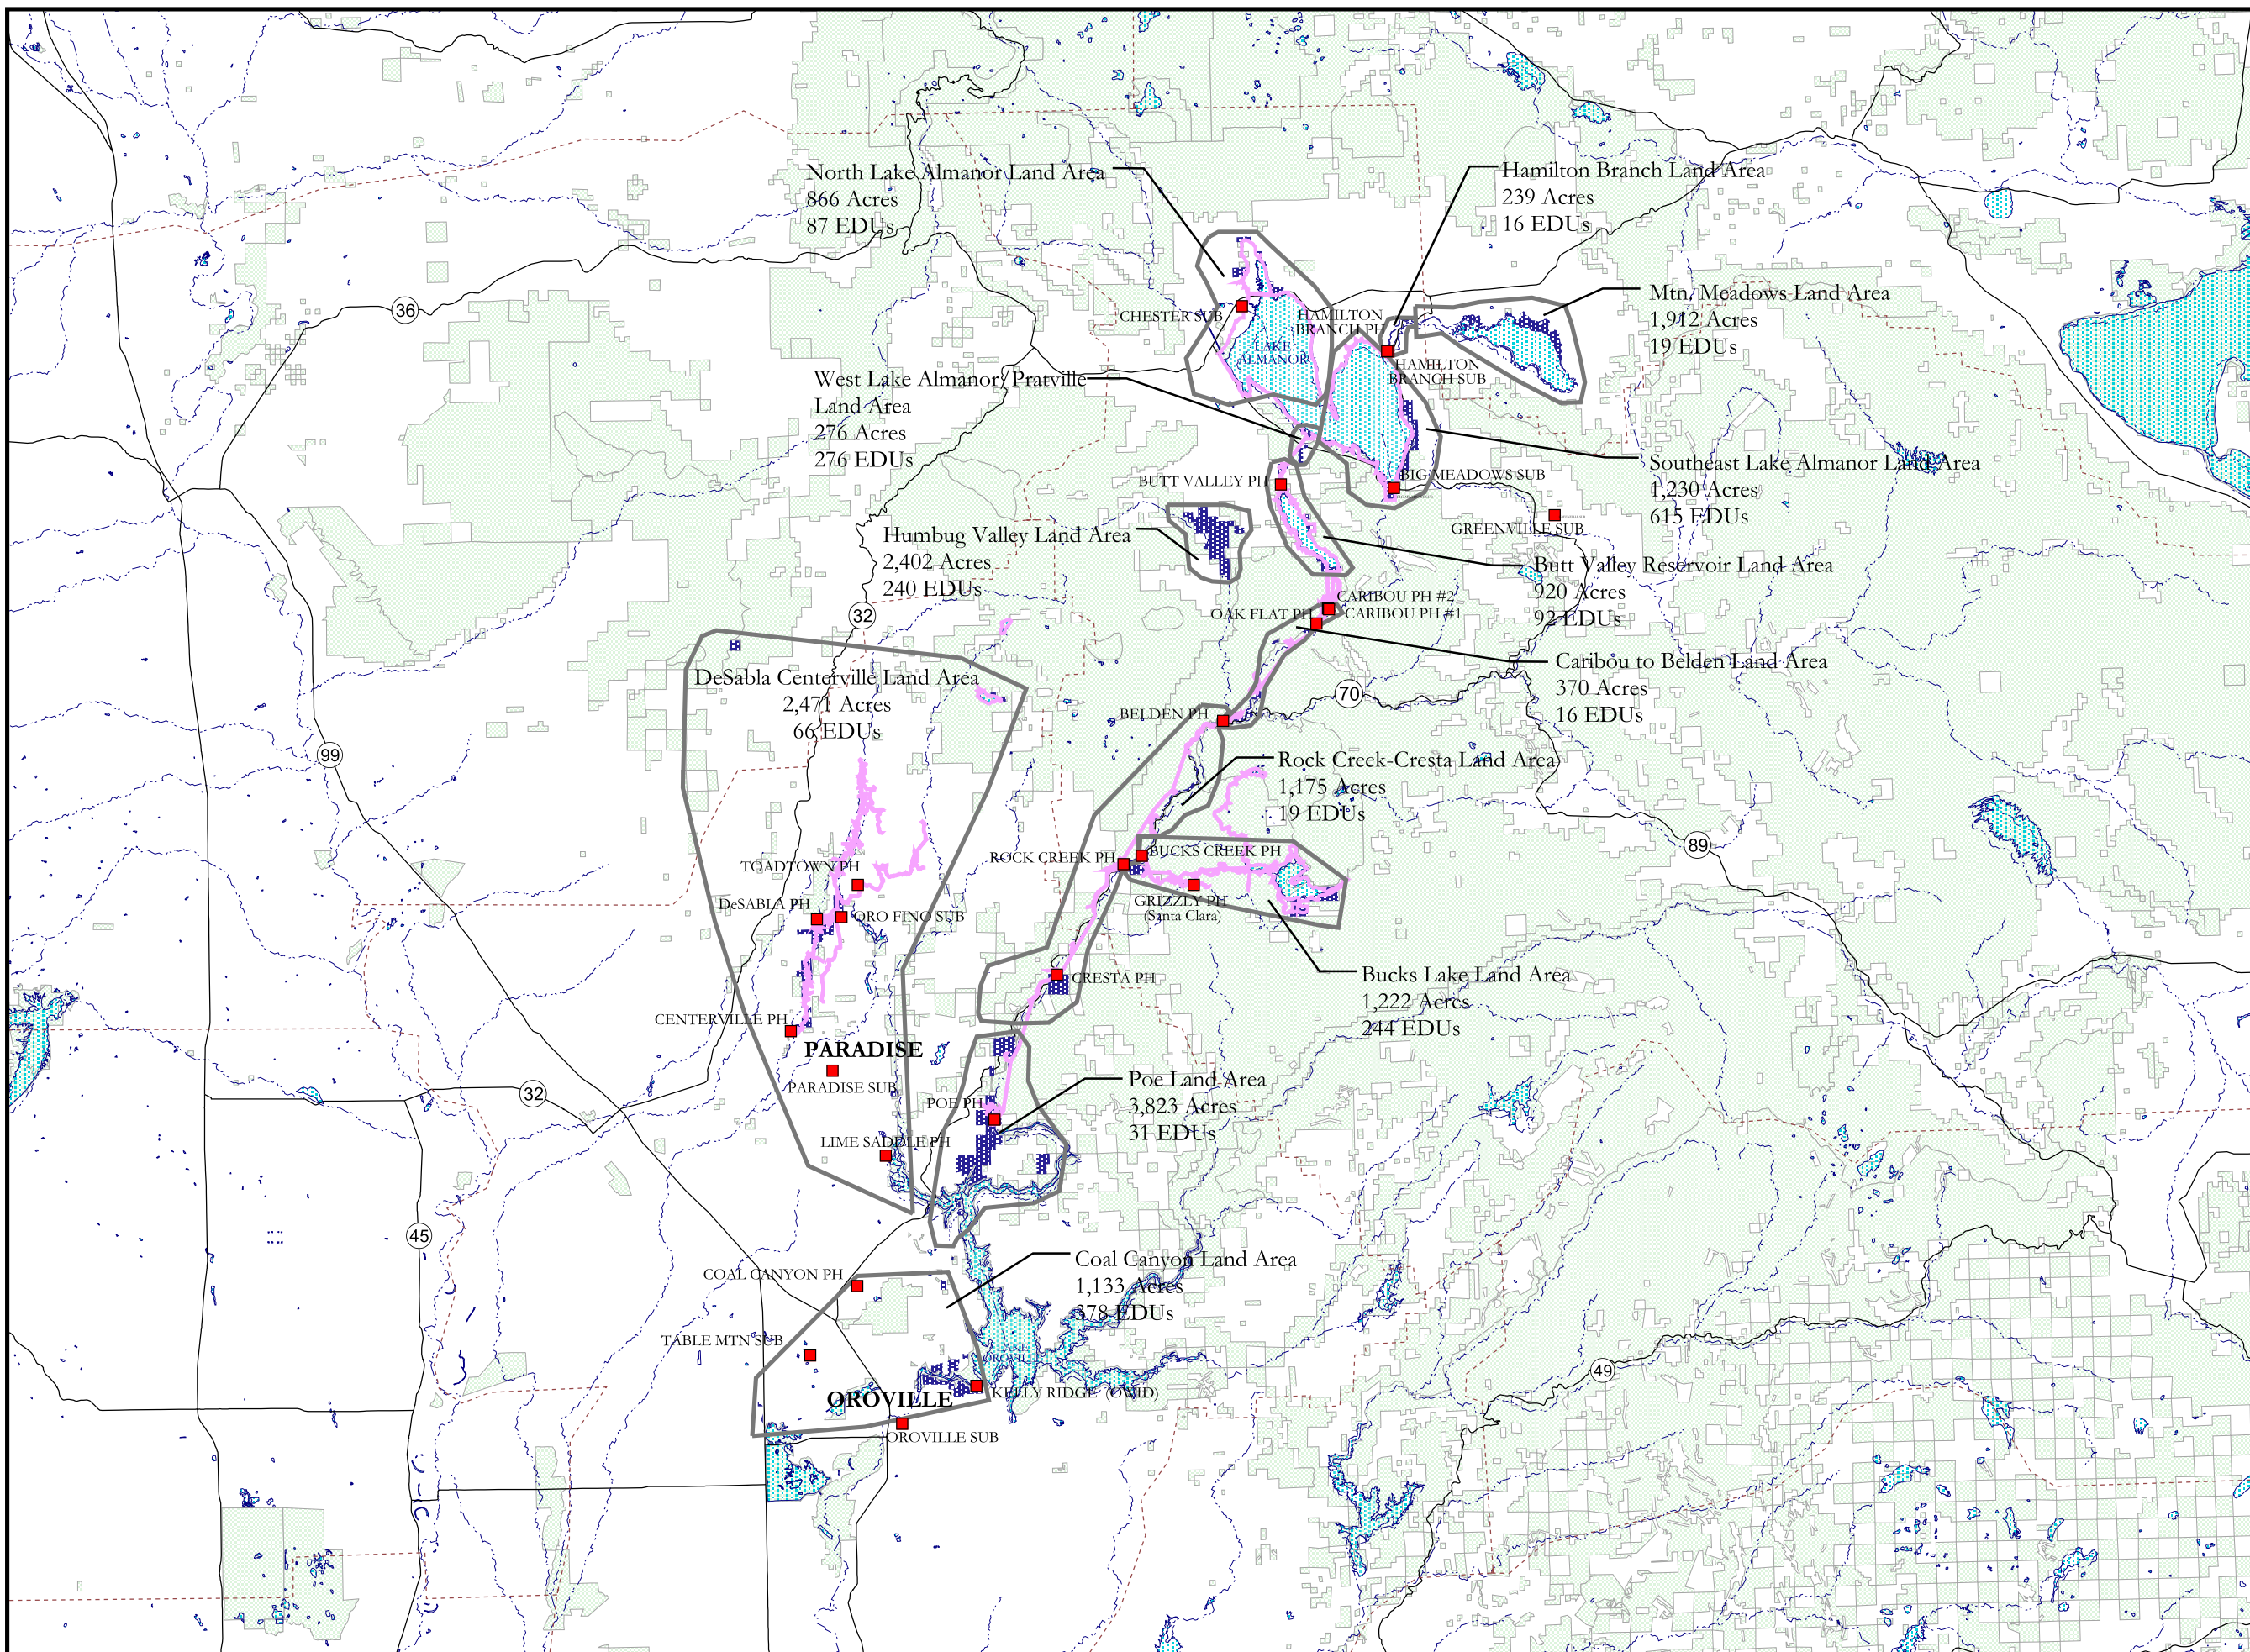 North Lake Almanor Land Area
866 Acres
87 EDUs
Hamilton Branch Land Area
239 Acres
16 EDUs
Mtn. Meadows Land Area
1,912 Acres
19 EDUs
36
CHESTER SUB
HAMILTON
BRANCH PH
LAKE
ALMANOR
HAMILTON
BRANCH SUB
West Lake Almanor/ Pratville
Land Area
276 Acres
276 EDUs
Southeast Lake Almanor Land Area
1,230 Acres
615 EDUs
BUTT VALLEY PH
BIG MEADOWS SUB
GREENVILLE SUB
Humbug Valley Land Area
2,402 Acres
240 EDUs
Butt Valley Reservoir Land Area
920 Acres
92 EDUs
32
OAK FLAT PH
CARIBOU PH #2
CARIBOU PH #1
Caribou to Belden Land Area
370 Acres
16 EDUs
DeSabla Centerville Land Area
2,471 Acres
66 EDUs
70
BELDEN PH
99
Rock Creek-Cresta Land Area
1,175 Acres
19 EDUs
89
TOADTOWN PH
ROCK CREEK PH
BUCKS CREEK PH
DeSABLA PH
ORO FINO SUB
GRIZZLY PH
(Santa Clara)
CRESTA PH
Bucks Lake Land Area
1,222 Acres
244 EDUs
CENTERVILLE PH
PARADISE
PARADISE SUB
32
POE PH
Poe Land Area
3,823 Acres
31 EDUs
LIME SADDLE PH
45
COAL CANYON PH
Coal Canyon Land Area
1,133 Acres
378 EDUs
TABLE MTN SUB
LAKE
OROVILLE
49
OROVILLE
KELLY RIDGE (OWID)
OROVILLE SUB